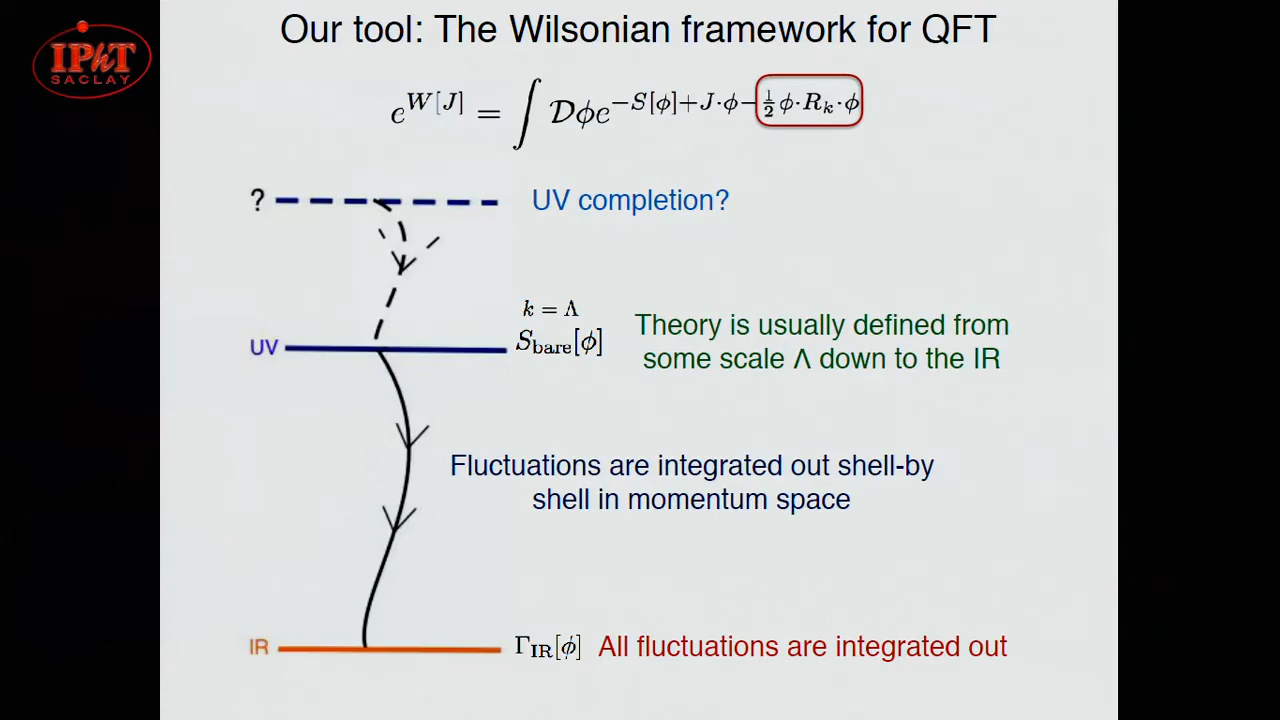 IPhT
SACLAY
Our tool: The Wilsonian framework for QFT
e^{W[J]} = ∫ 𝒟ϕe^{−S[ϕ]+J·ϕ−½ϕ·R_k·ϕ}
? UV completion?
k = Λ
UV S_bare[ϕ]
Theory is usually defined from
some scale Λ down to the IR
Fluctuations are integrated out shell-by
shell in momentum space
IR Γ_IR[ϕ] All fluctuations are integrated out